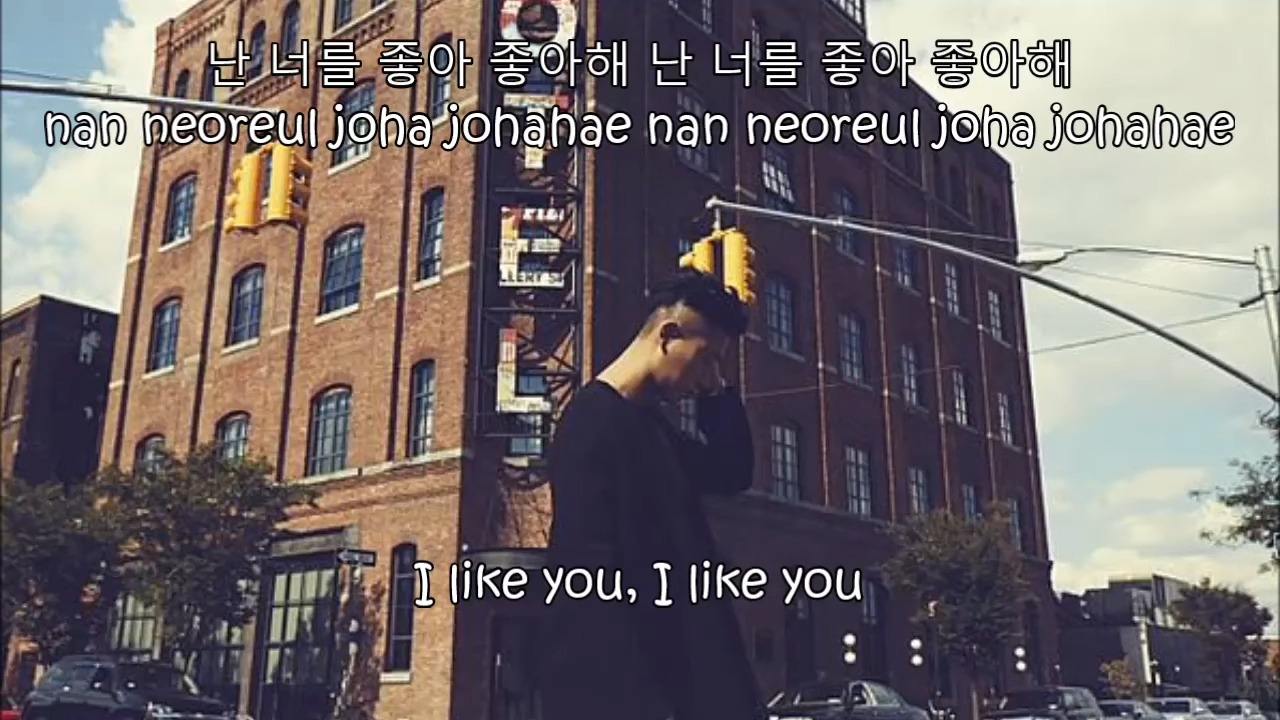 난 너를 좋아 좋아해 난 너를 좋아 좋아해
nan neoreul joha johahae nan neoreul joha johahae
I like you, I like you